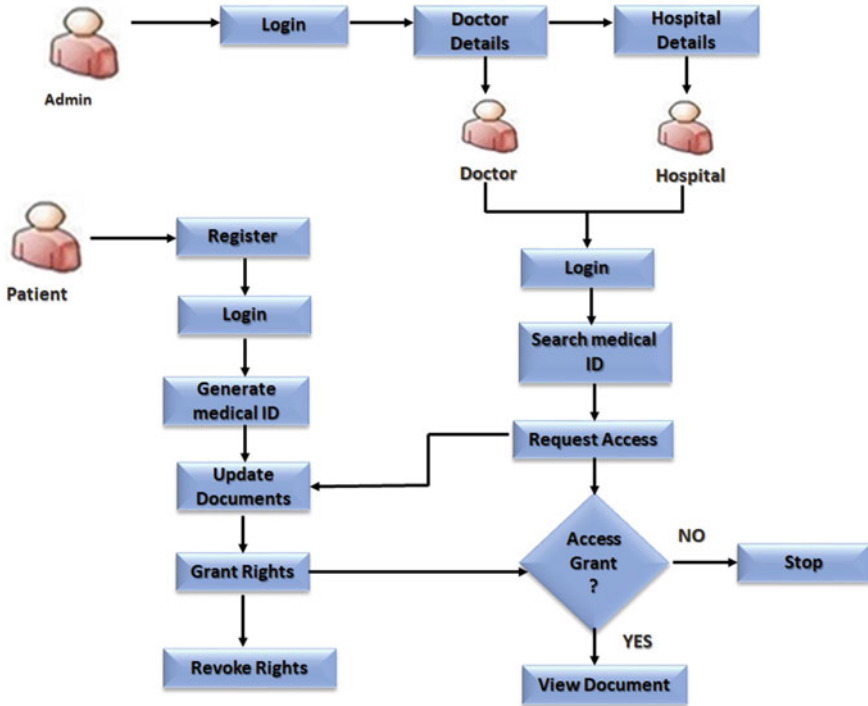 Login
Doctor
Details
Hospital
Details
Admin
Doctor
Hospital
Patient
Register
Login
Login
Search medical
ID
Generate
medical ID
Request Access
Update
Documents
Access
Grant
?
NO
Stop
Grant Rights
YES
Revoke Rights
View Document